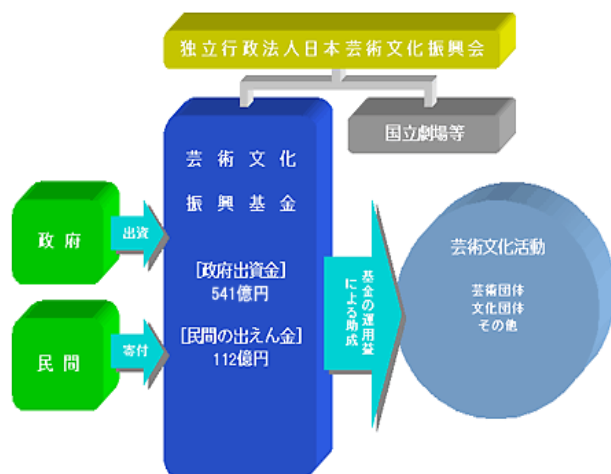 独立行政法人日本芸術文化振興会
国立劇場等
芸術文化
振興基金
[政府出資金]
541億円
[民間の出えん金]
112億円
政府
出資
民間
寄付
基金の運用益
による助成
芸術文化活動
芸術団体
文化団体
その他